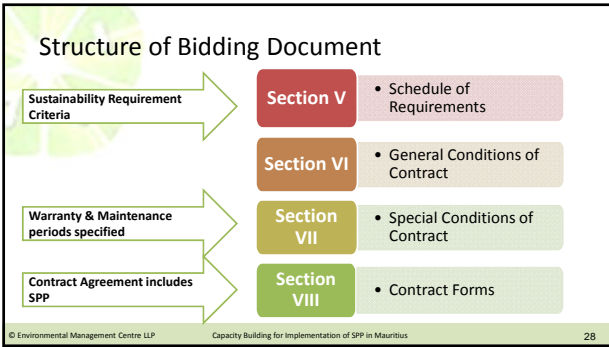 Structure of Bidding Document
Sustainability Requirement
Criteria
Section V
• Schedule of
Requirements
Section VI
• General Conditions of
Contract
Warranty & Maintenance
periods specified
Section
VII
• Special Conditions of
Contract
Contract Agreement includes
SPP
Section
VIII
• Contract Forms
© Environmental Management Centre LLP Capacity Building for Implementation of SPP in Mauritius 28